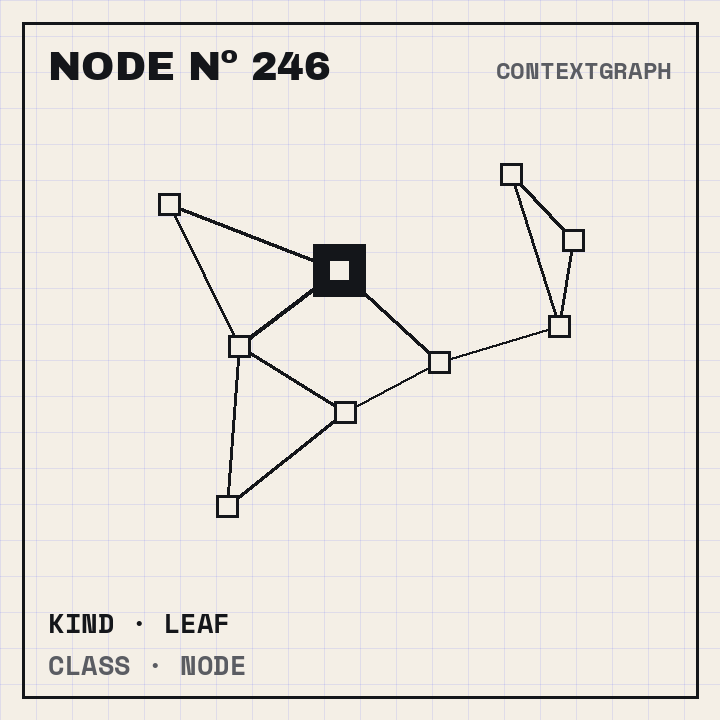 NODE Nº 246
CONTEXTGRAPH
KIND · LEAF
CLASS · NODE